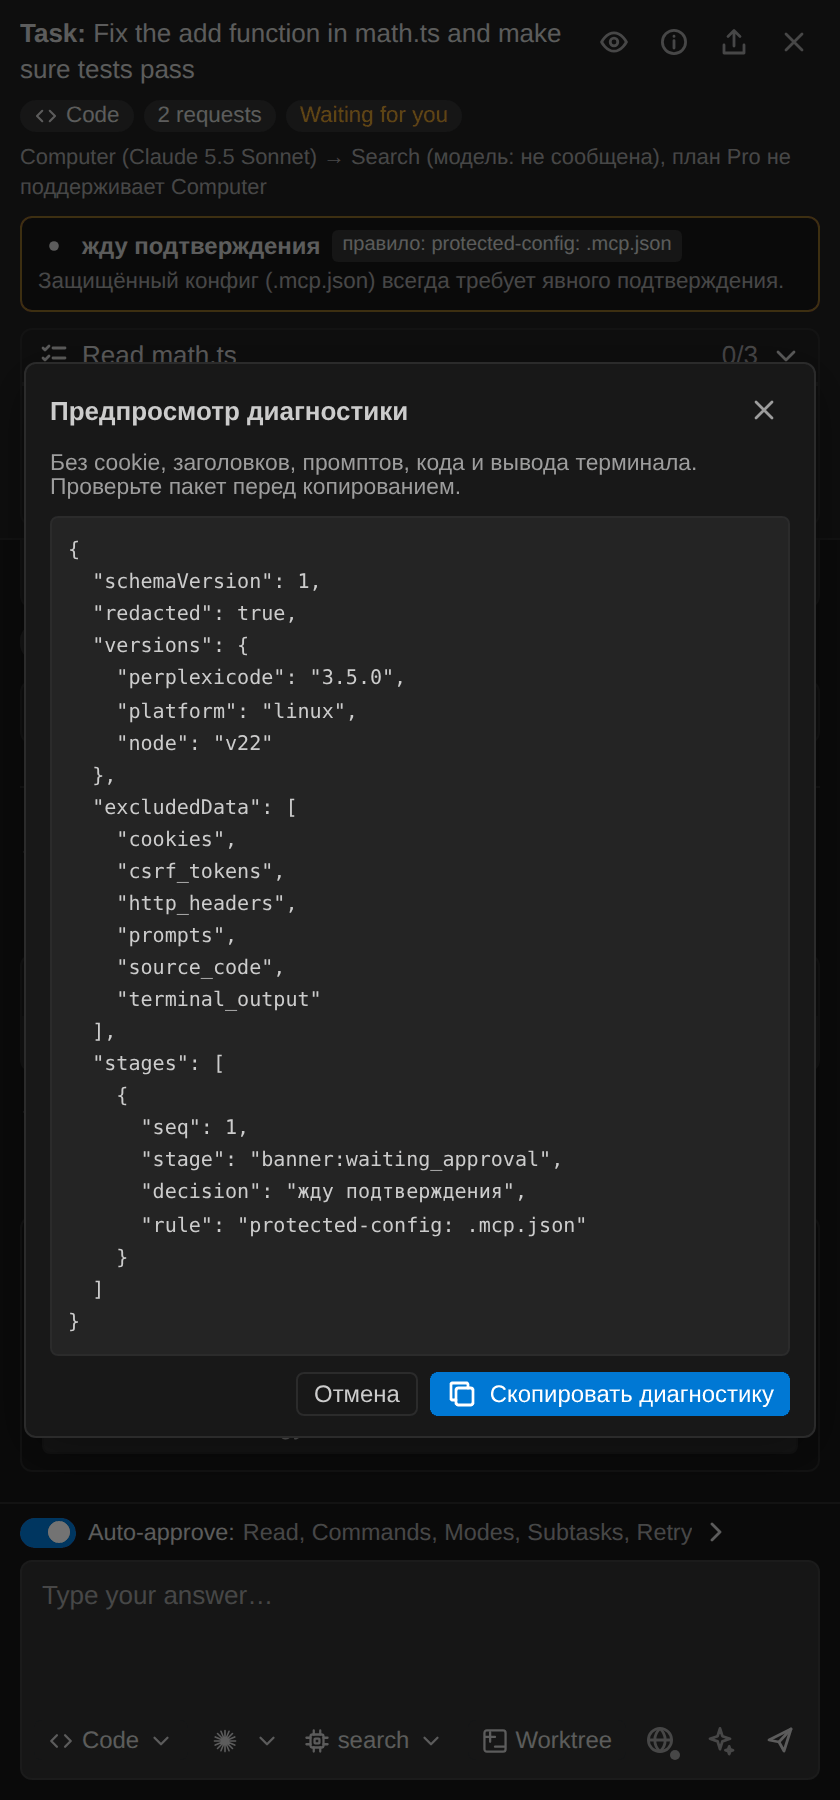 Task: Fix the add function in math.ts and make
sure tests pass
Code
2 requests
Waiting for you
Computer (Claude 5.5 Sonnet) → Search (модель: не сообщена), план Pro не
поддерживает Computer
жду подтверждения
правило: protected-config: .mcp.json
Защищённый конфиг (.mcp.json) всегда требует явного подтверждения.
Read math.ts
0/3
Предпросмотр диагностики
Без cookie, заголовков, промптов, кода и вывода терминала.
Проверьте пакет перед копированием.
{
"schemaVersion": 1,
"redacted": true,
"versions": {
"perplexicode": "3.5.0",
"platform": "linux",
"node": "v22"
},
"excludedData": [
"cookies",
"csrf_tokens",
"http_headers",
"prompts",
"source_code",
"terminal_output"
],
"stages": [
{
"seq": 1,
"stage": "banner:waiting_approval",
"decision": "жду подтверждения",
"rule": "protected-config: .mcp.json"
}
]
}
Отмена
Скопировать диагностику
Auto-approve: Read, Commands, Modes, Subtasks, Retry
Type your answer…
Code
search
Worktree